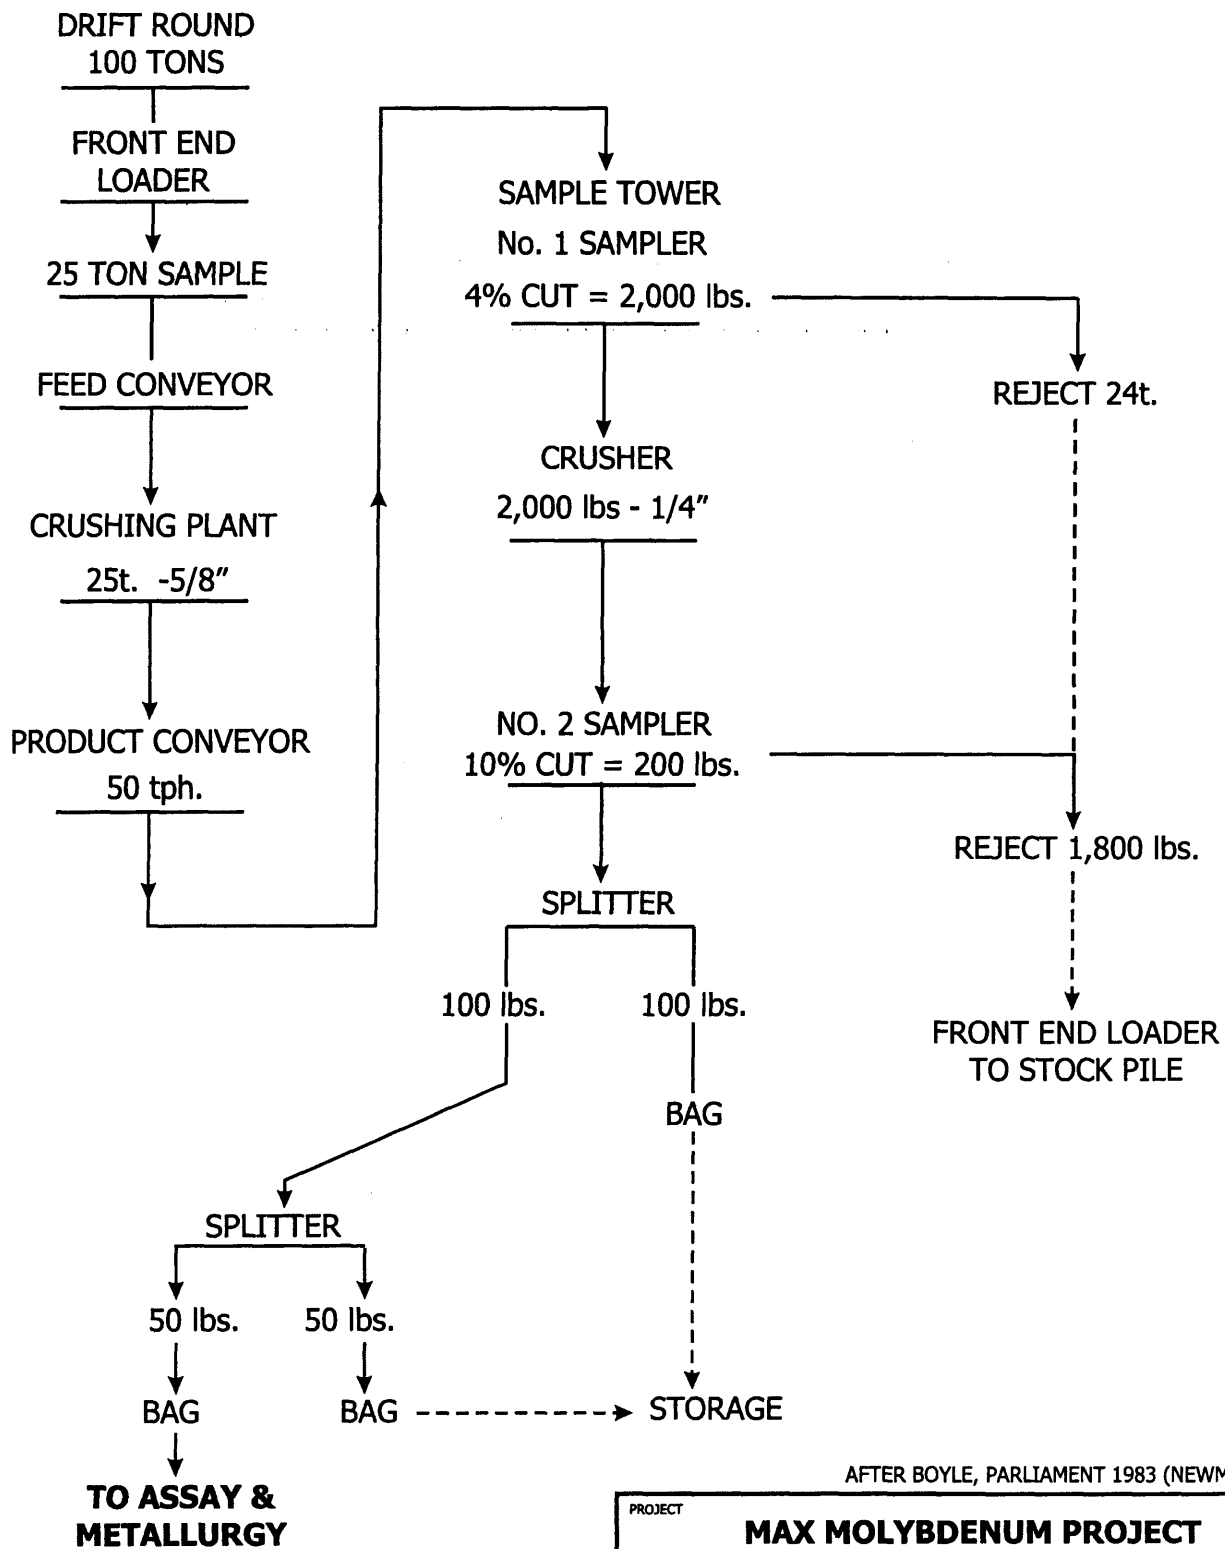 DRIFT ROUND
100 TONS
FRONT END
LOADER
25 TON SAMPLE
FEED CONVEYOR
CRUSHING PLANT
25t. -5/8"
PRODUCT CONVEYOR
50 tph.
SAMPLE TOWER
No. 1 SAMPLER
4% CUT = 2,000 lbs.
REJECT 24t.
CRUSHER
2,000 lbs - 1/4"
NO. 2 SAMPLER
10% CUT = 200 lbs.
REJECT 1,800 lbs.
FRONT END LOADER
TO STOCK PILE
SPLITTER
100 lbs. 100 lbs.
BAG
SPLITTER
50 lbs. 50 lbs.
BAG BAG STORAGE
TO ASSAY &
METALLURGY
AFTER BOYLE, PARLIAMENT 1983 (NEWM
PROJECT
MAX MOLYBDENUM PROJECT